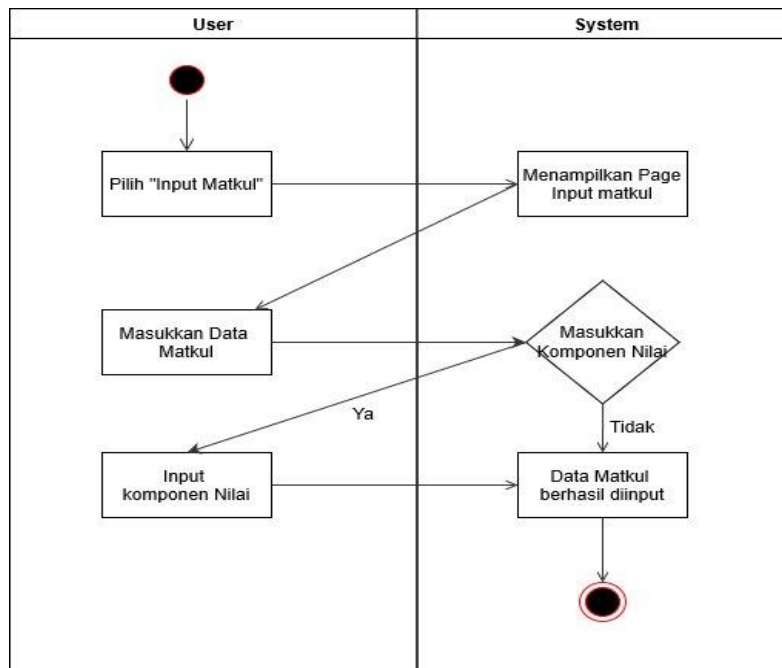 User
System
Pilih "Input Matkul"
Menampilkan Page
Input matkul
Masukkan Data
Matkul
Masukkan
Komponen Nilai
Ya
Tidak
Input
komponen Nilai
Data Matkul
berhasil diinput